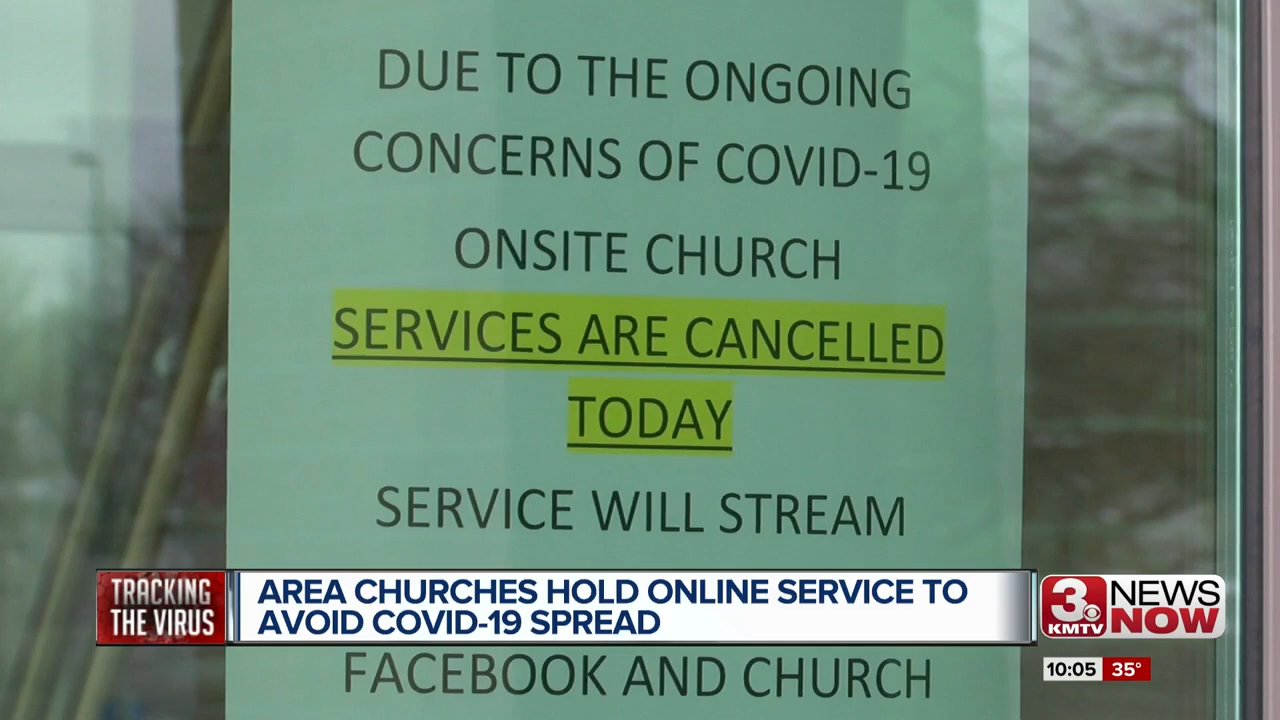 DUE TO THE ONGOING
CONCERNS OF COVID-19
ONSITE CHURCH
SERVICES ARE CANCELLED
TODAY
SERVICE WILL STREAM
TRACKING
THE VIRUS
AREA CHURCHES HOLD ONLINE SERVICE TO
AVOID COVID-19 SPREAD
3 NEWS
KMTV NOW
10:05 35°
FACEBOOK AND CHURCH